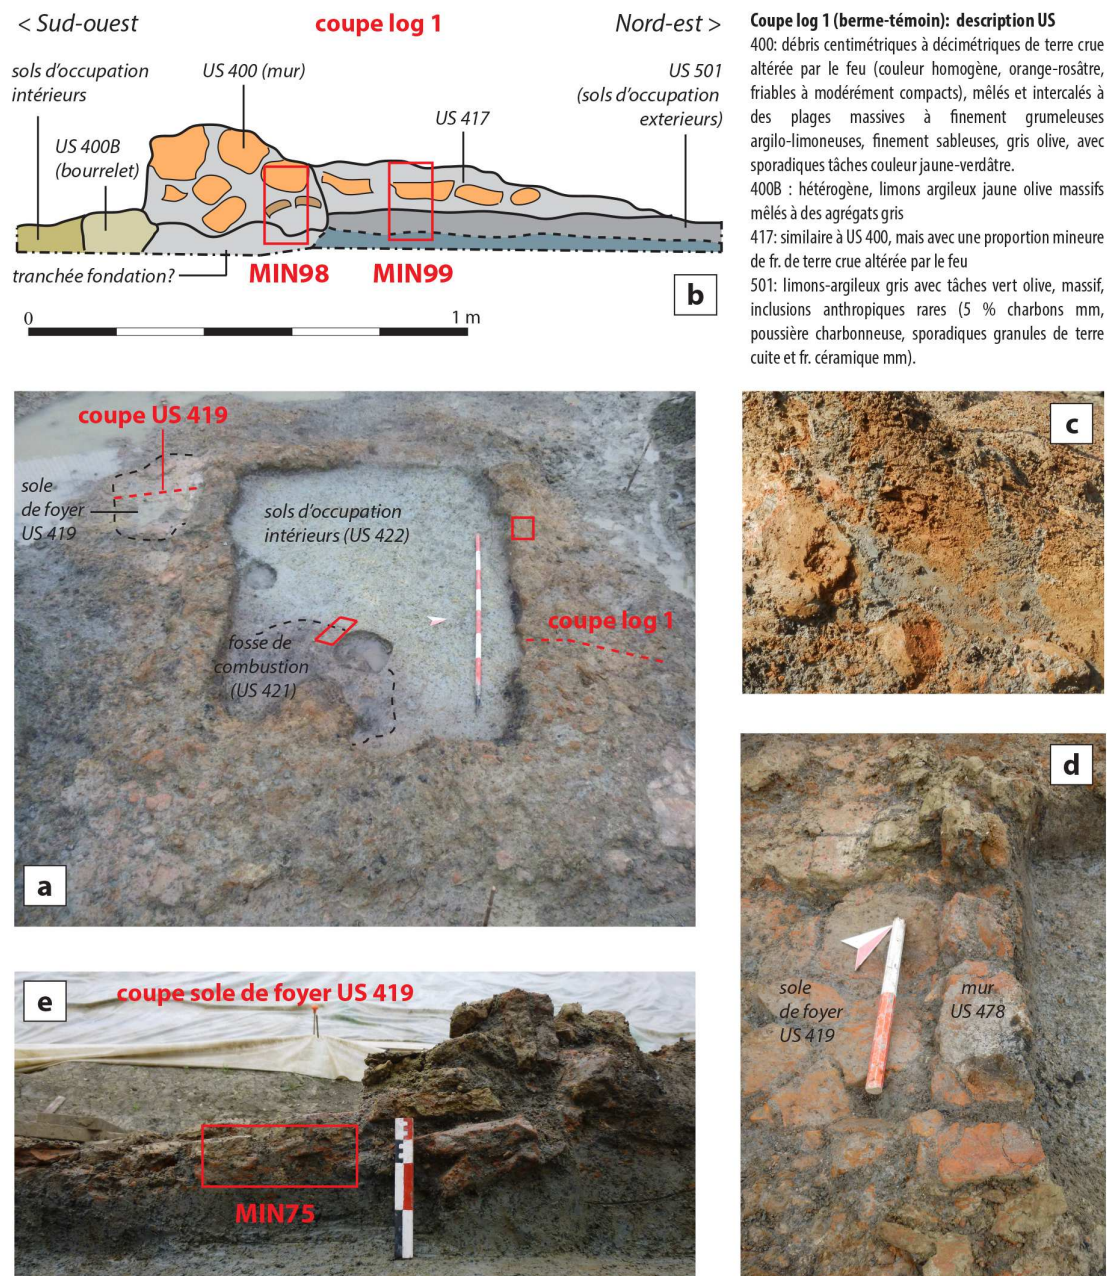 < Sud-ouest
coupe log 1
Nord-est >
sols d'occupation
intérieurs
US 400 (mur)
US 501
(sols d'occupation
exterieurs)
US 400B
(bourrelet)
US 417
tranchée fondation?
MIN98
MIN99
b
0
1 m
Coupe log 1 (berme-témoin): description US
400: débris centimétriques à décimétriques de terre crue
altérée par le feu (couleur homogène, orange-rosâtre,
friables à modérément compacts), mêlés et intercalés à
des plages massives à finement grumeleuses
argilo-limoneuses, finement sableuses, gris olive, avec
sporadiques tâches couleur jaune-verdâtre.
400B : hétérogène, limons argileux jaune olive massifs
mêlés à des agrégats gris
417: similaire à US 400, mais avec une proportion mineure
de fr. de terre crue altérée par le feu
501: limons-argileux gris avec tâches vert olive, massif,
inclusions anthropiques rares (5 % charbons mm,
poussière charbonneuse, sporadiques granules de terre
cuite et fr. céramique mm).
coupe US 419
sole
de foyer
US 419
sols d'occupation
intérieurs (US 422)
coupe log 1
fosse de
combustion
(US 421)
a
c
d
sole
de foyer
US 419
mur
US 478
e
coupe sole de foyer US 419
MIN75